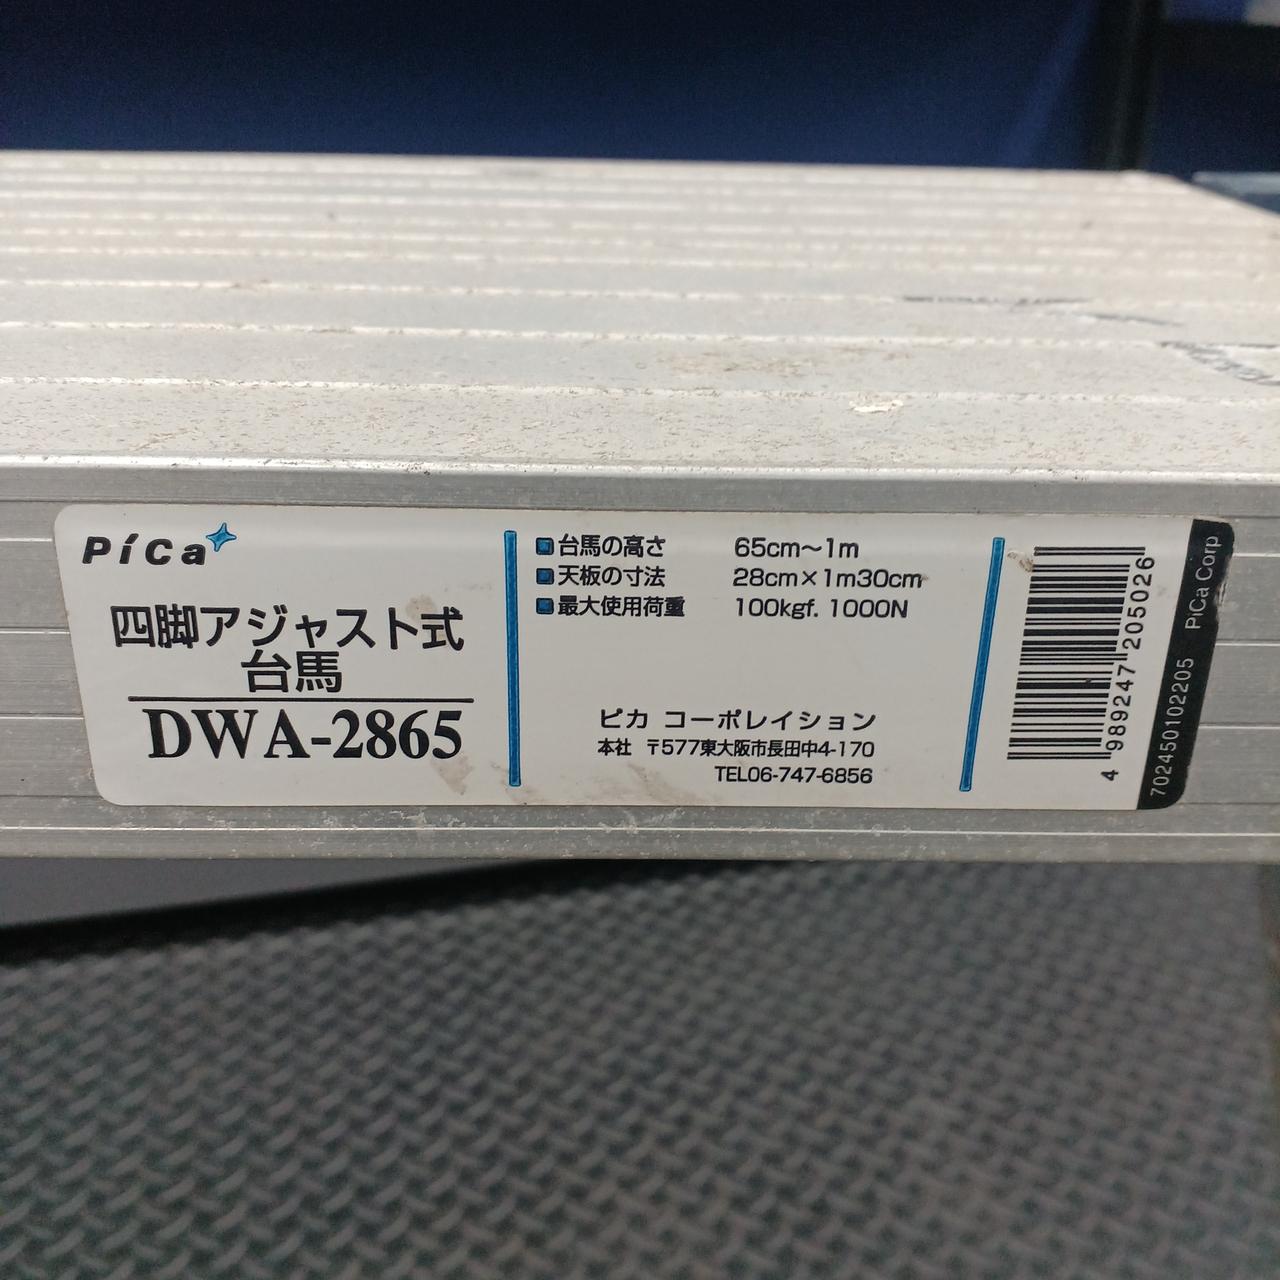 PiCa
四脚アジャスト式
台馬
DWA-2865
台馬の高さ 65cm～1m
天板の寸法 28cm×1m30cm
最大使用荷重 100kgf. 1000N
ピカ コーポレイション
本社 〒577東大阪市長田中4-170
TEL06-747-6856
4 989247 205026
702450102205 PiCa Corp